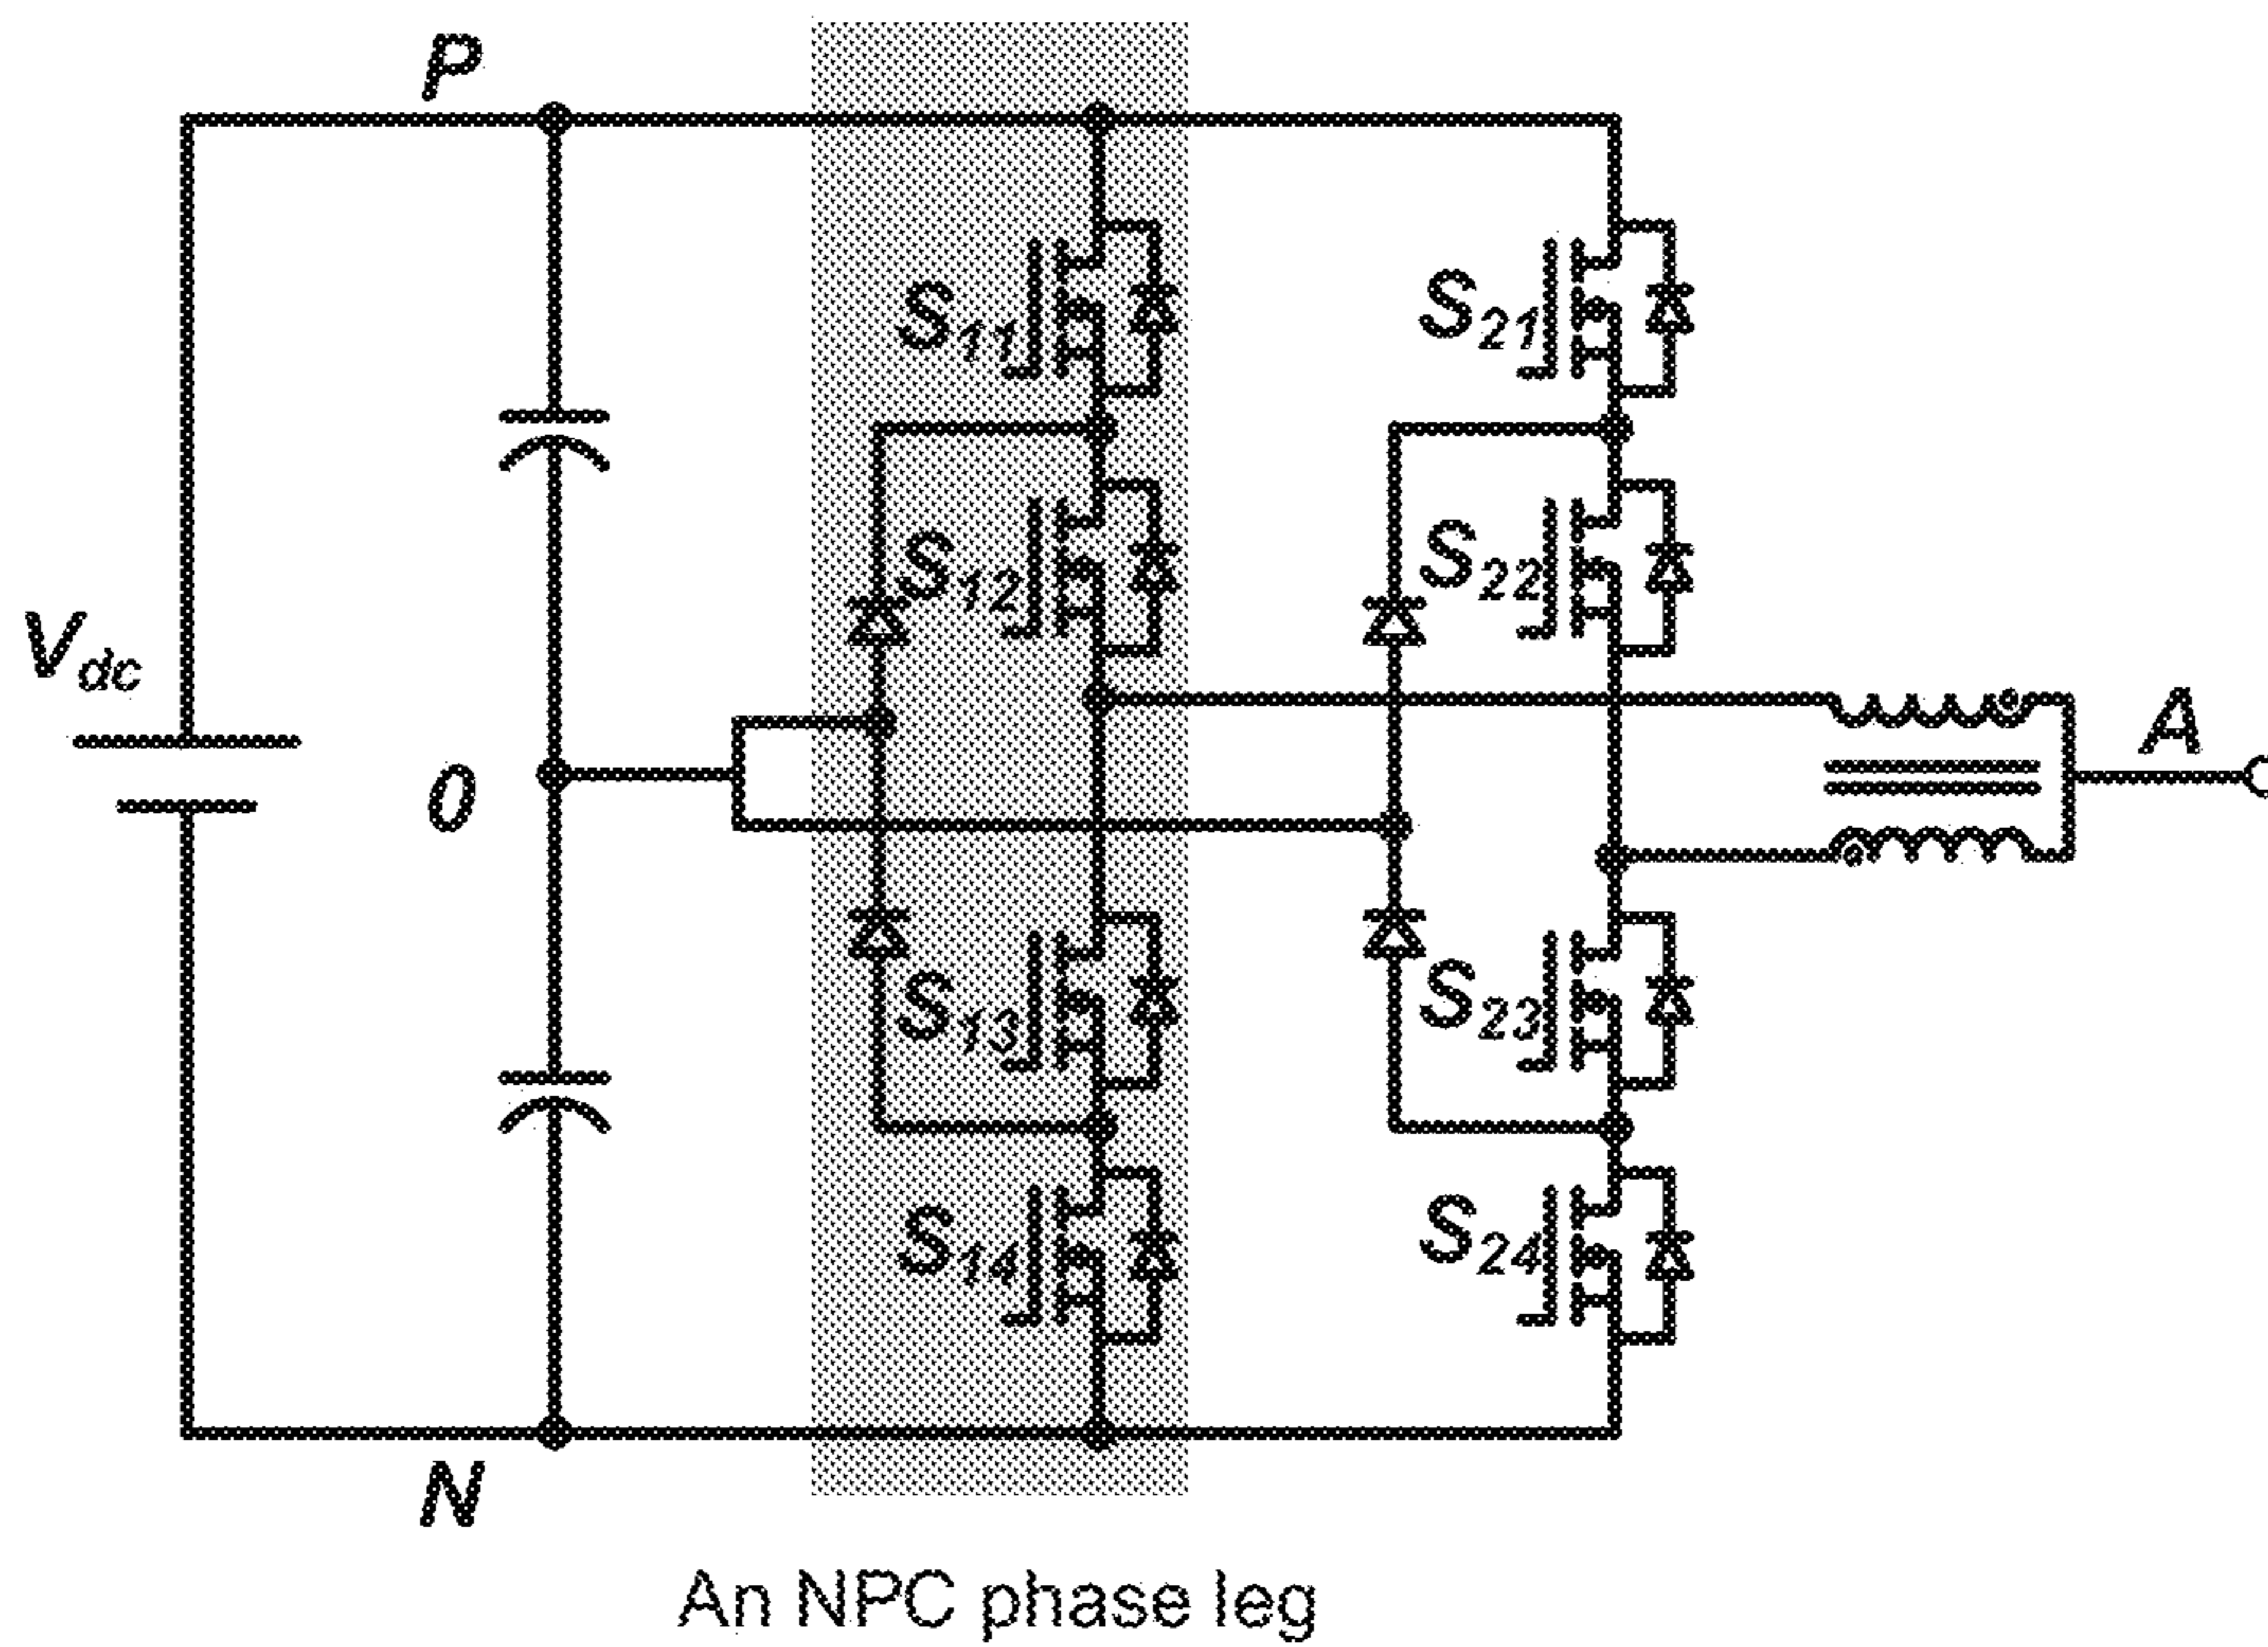 P
S11
S21
S12
S22
Vdc
A
0
S13
S23
S14
S24
N
An NPC phase leg